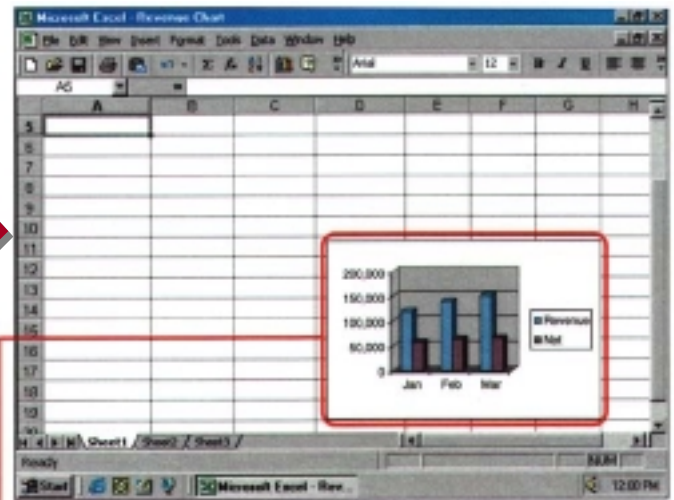 Microsoft Excel - Revenue Chart
File Edit View Insert Format Tools Data Window Help
Arial 12 B I U
A5 =
A B C D E F G H
5
6
7
8
9
10
11
12
13
14
15
16
17
18
19
20
200,000
150,000
100,000
50,000
0
Jan Feb Mar
Revenue
Net
Sheet1 / Sheet2 / Sheet3 /
Ready NUM
Start Microsoft Excel - Rev... 12:00 PM